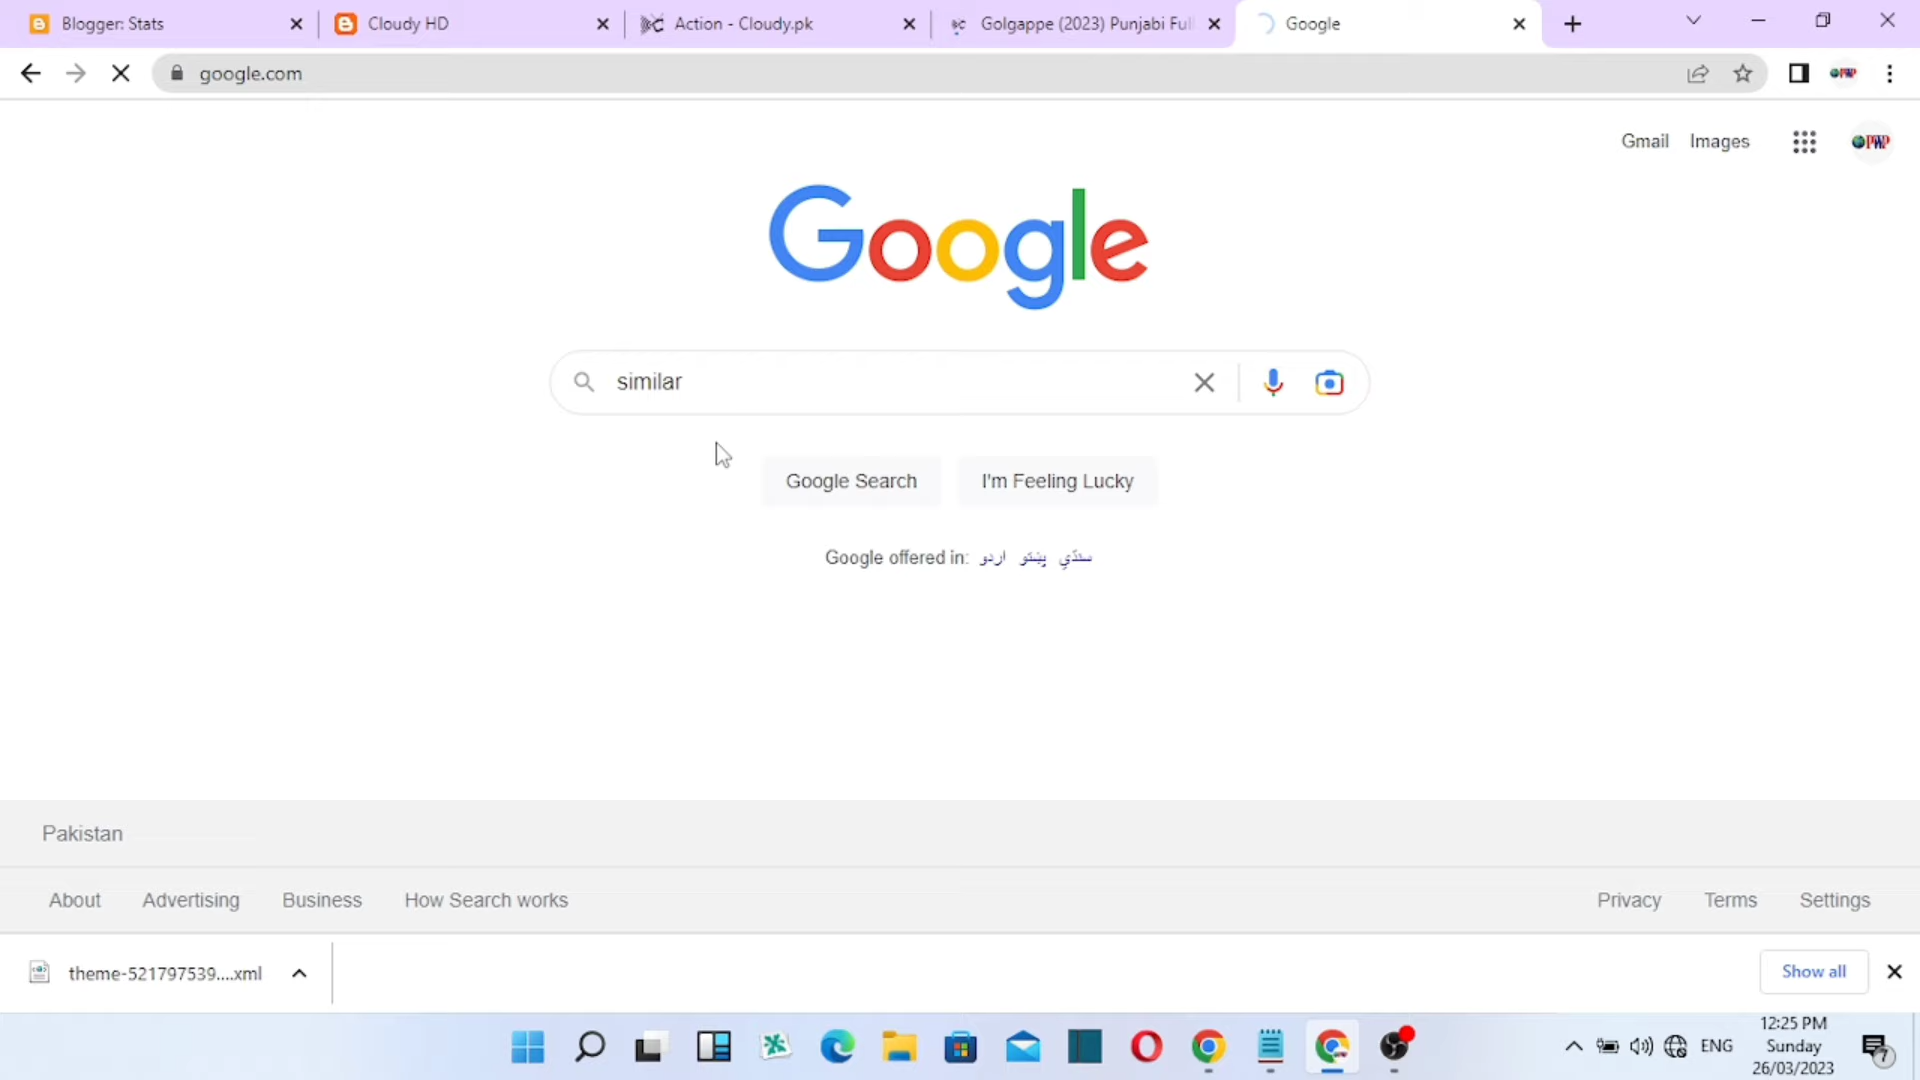 Blogger: Stats
Cloudy HD
Action - Cloudy.pk
Golgappe (2023) Punjabi Full
Google
google.com
Gmail Images
Google
similar
Google Search
I'm Feeling Lucky
Google offered in: اردو پښتو سنڌي
Pakistan
About Advertising Business How Search works
Privacy Terms Settings
theme-521797539....xml
Show all
ENG
12:25 PM
Sunday
26/03/2023
7